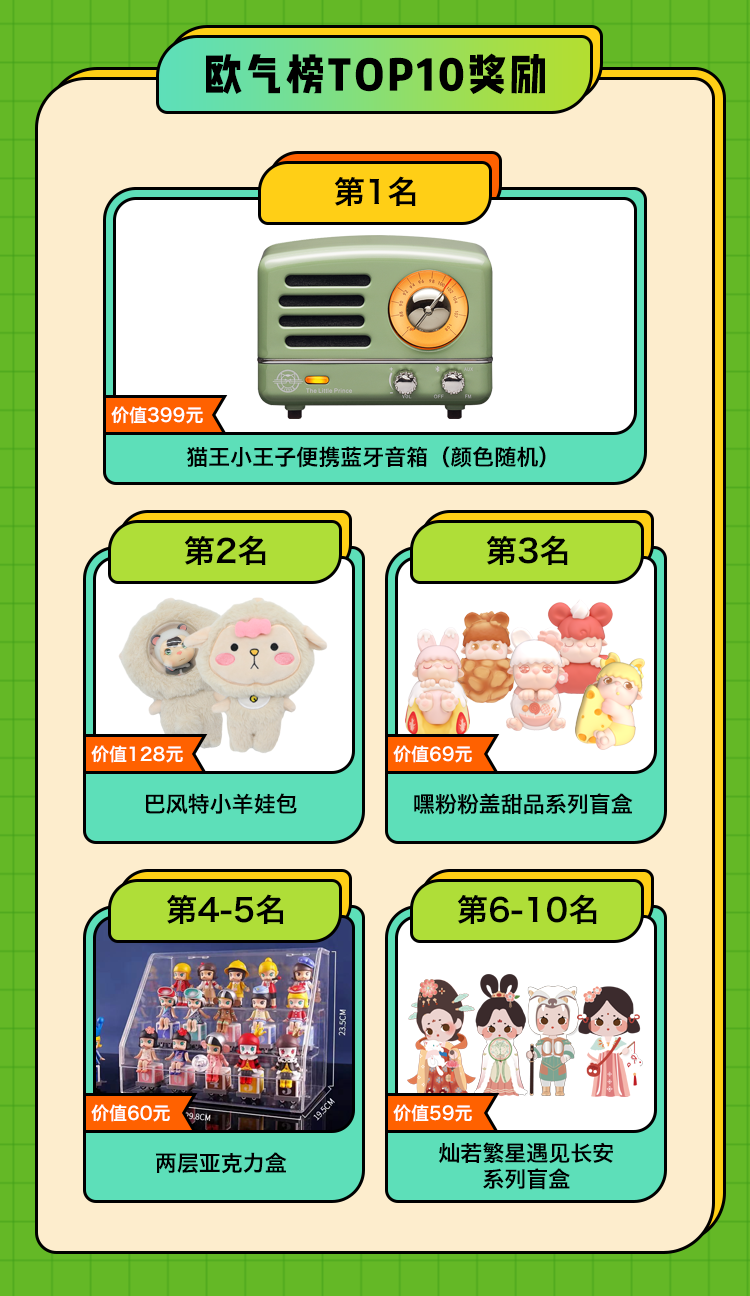 欧气榜TOP10奖励
第1名
The Little Prince
VOL
OFF
FM
AUX
价值399元
猫王小王子便携蓝牙音箱（颜色随机）
第2名
第3名
价值128元
价值69元
巴风特小羊娃包
嘿粉粉盖甜品系列盲盒
第4-5名
第6-10名
23.5CM
19.5CM
9.8CM
价值60元
价值59元
两层亚克力盒
灿若繁星遇见长安
系列盲盒